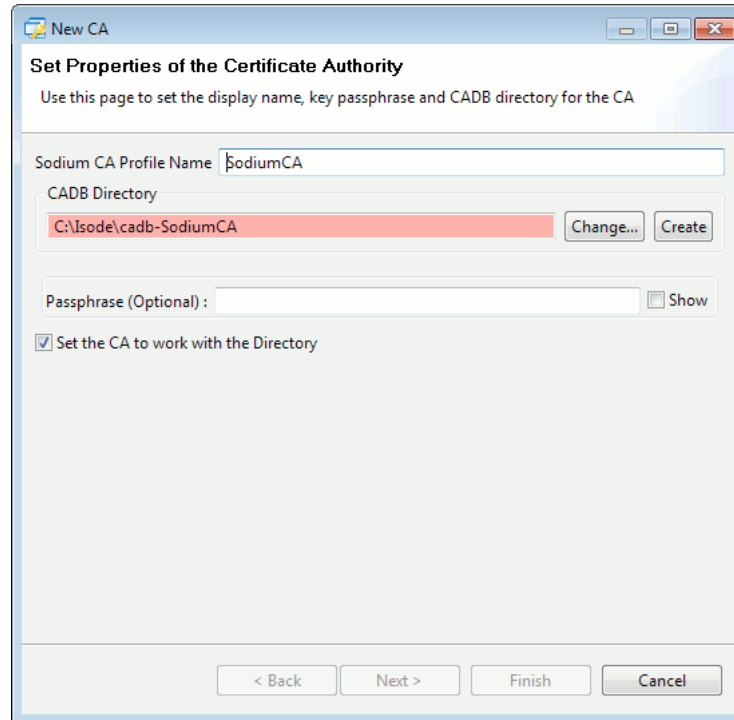 New CA
Set Properties of the Certificate Authority
Use this page to set the display name, key passphrase and CADB directory for the CA
Sodium CA Profile Name SodiumCA
CADB Directory
C:\Isode\cadb-SodiumCA Change... Create
Passphrase (Optional) : Show
Set the CA to work with the Directory
< Back Next > Finish Cancel